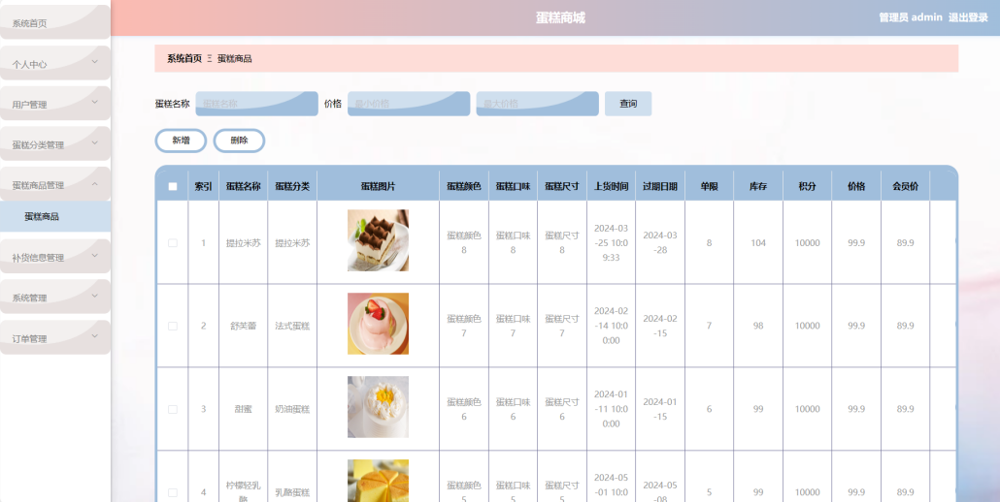 蛋糕商城
管理员 admin 退出登录
系统首页
个人中心
用户管理
蛋糕分类管理
蛋糕商品管理
蛋糕商品
补货信息管理
系统管理
订单管理
系统首页 Ξ 蛋糕商品
蛋糕名称 蛋糕名称 价格 最小价格 最大价格 查询
新增 删除
索引 蛋糕名称 蛋糕分类 蛋糕图片 蛋糕颜色 蛋糕口味 蛋糕尺寸 上货时间 过期日期 单限 库存 积分 价格 会员价
1 提拉米苏 提拉米苏 蛋糕颜色8 蛋糕口味8 蛋糕尺寸8 2024-03-25 10:09:33 2024-03-28 8 104 10000 99.9 89.9
2 舒芙蕾 法式蛋糕 蛋糕颜色7 蛋糕口味7 蛋糕尺寸7 2024-02-14 10:00:00 2024-02-15 7 98 10000 99.9 89.9
3 甜蜜 奶油蛋糕 蛋糕颜色6 蛋糕口味6 蛋糕尺寸6 2024-01-11 10:00:00 2024-01-15 6 99 10000 99.9 89.9
4 柠檬轻乳酪 乳酪蛋糕 蛋糕颜色5 蛋糕口味5 蛋糕尺寸5 2024-05-01 10:0 2024-05-08 5 99 10000 99.9 89.9